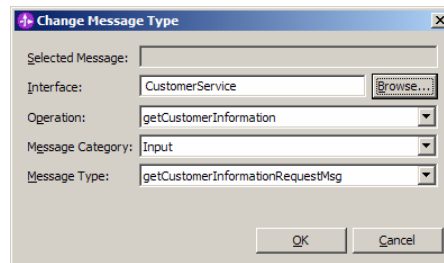 Change Message Type
Selected Message:
Interface: CustomerService Browse...
Operation: getCustomerInformation
Message Category: Input
Message Type: getCustomerInformationRequestMsg
OK Cancel